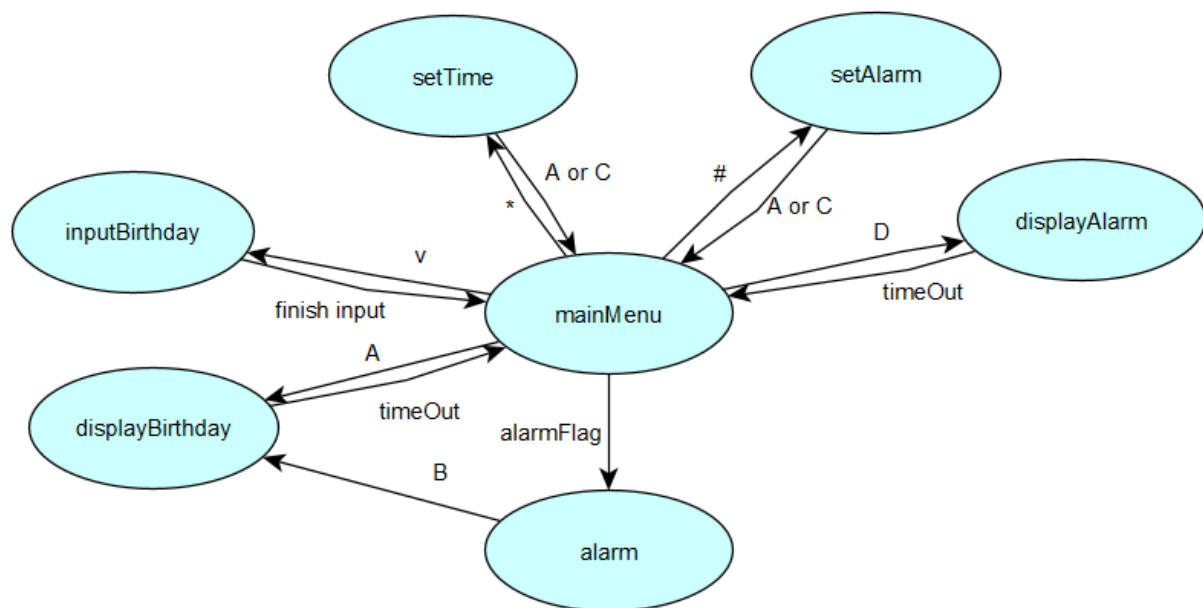 setTime
setAlarm
A or C
#
*
A or C
inputBirthday
displayAlarm
D
v
timeOut
finish input
mainMenu
A
timeOut
displayBirthday
alarmFlag
B
alarm